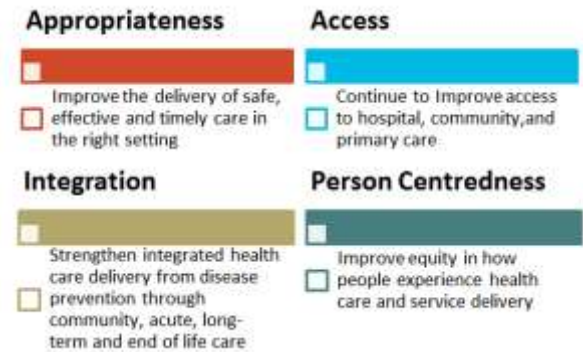 Appropriateness
Improve the delivery of safe,
effective and timely care in
the right setting
Access
Continue to Improve access
to hospital, community,and
primary care
Integration
Strengthen integrated health
care delivery from disease
prevention through
community, acute, long-
term and end of life care
Person Centredness
Improve equity in how
people experience health
care and service delivery